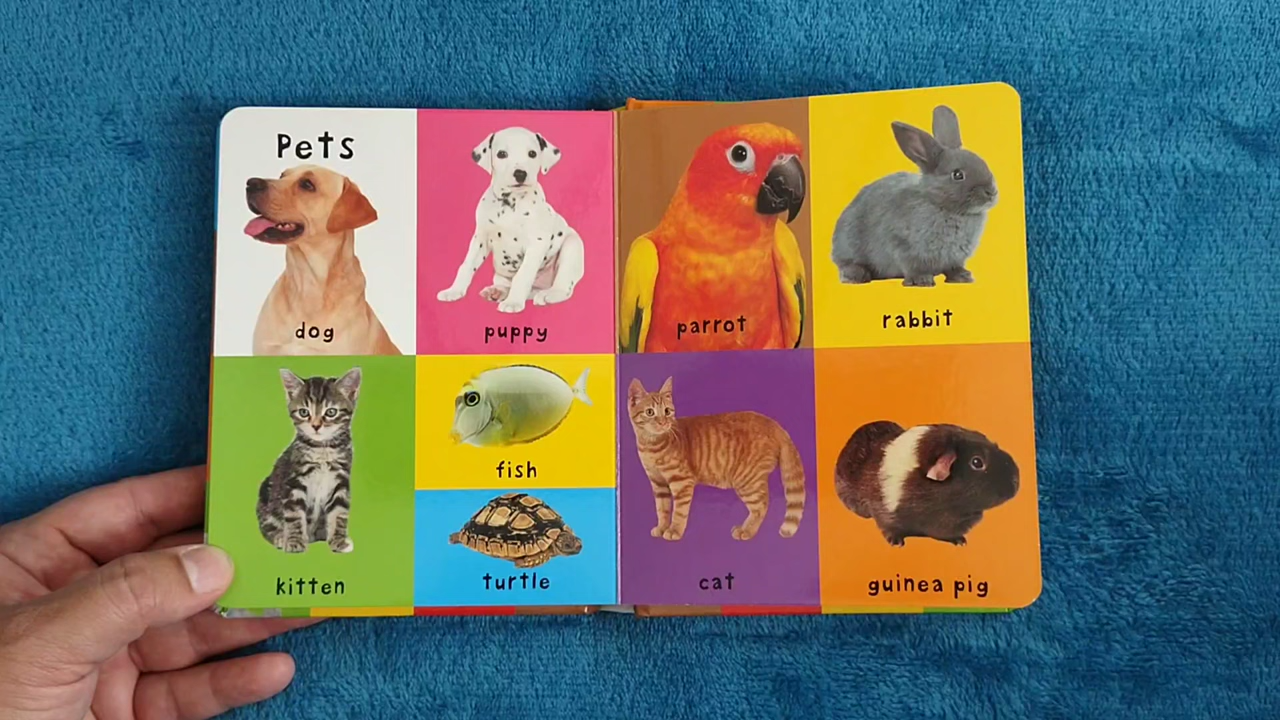 Pets
dog
puppy
parrot
rabbit
kitten
fish
turtle
cat
guinea pig